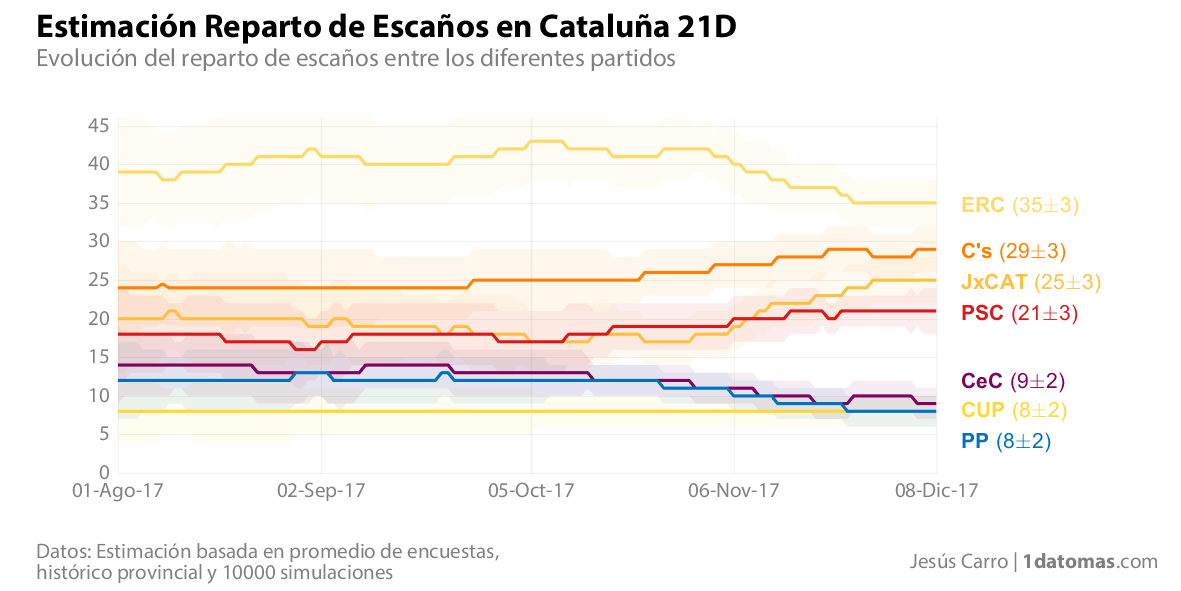 Estimación Reparto de Escaños en Cataluña 21D
Evolución del reparto de escaños entre los diferentes partidos
45
40
35
30
25
20
15
10
5
0
01-Ago-17
02-Sep-17
05-Oct-17
06-Nov-17
08-Dic-17
ERC (35±3)
C's (29±3)
JxCAT (25±3)
PSC (21±3)
CeC (9±2)
CUP (8±2)
PP (8±2)
Datos: Estimación basada en promedio de encuestas,
histórico provincial y 10000 simulaciones
Jesús Carro | 1datomas.com